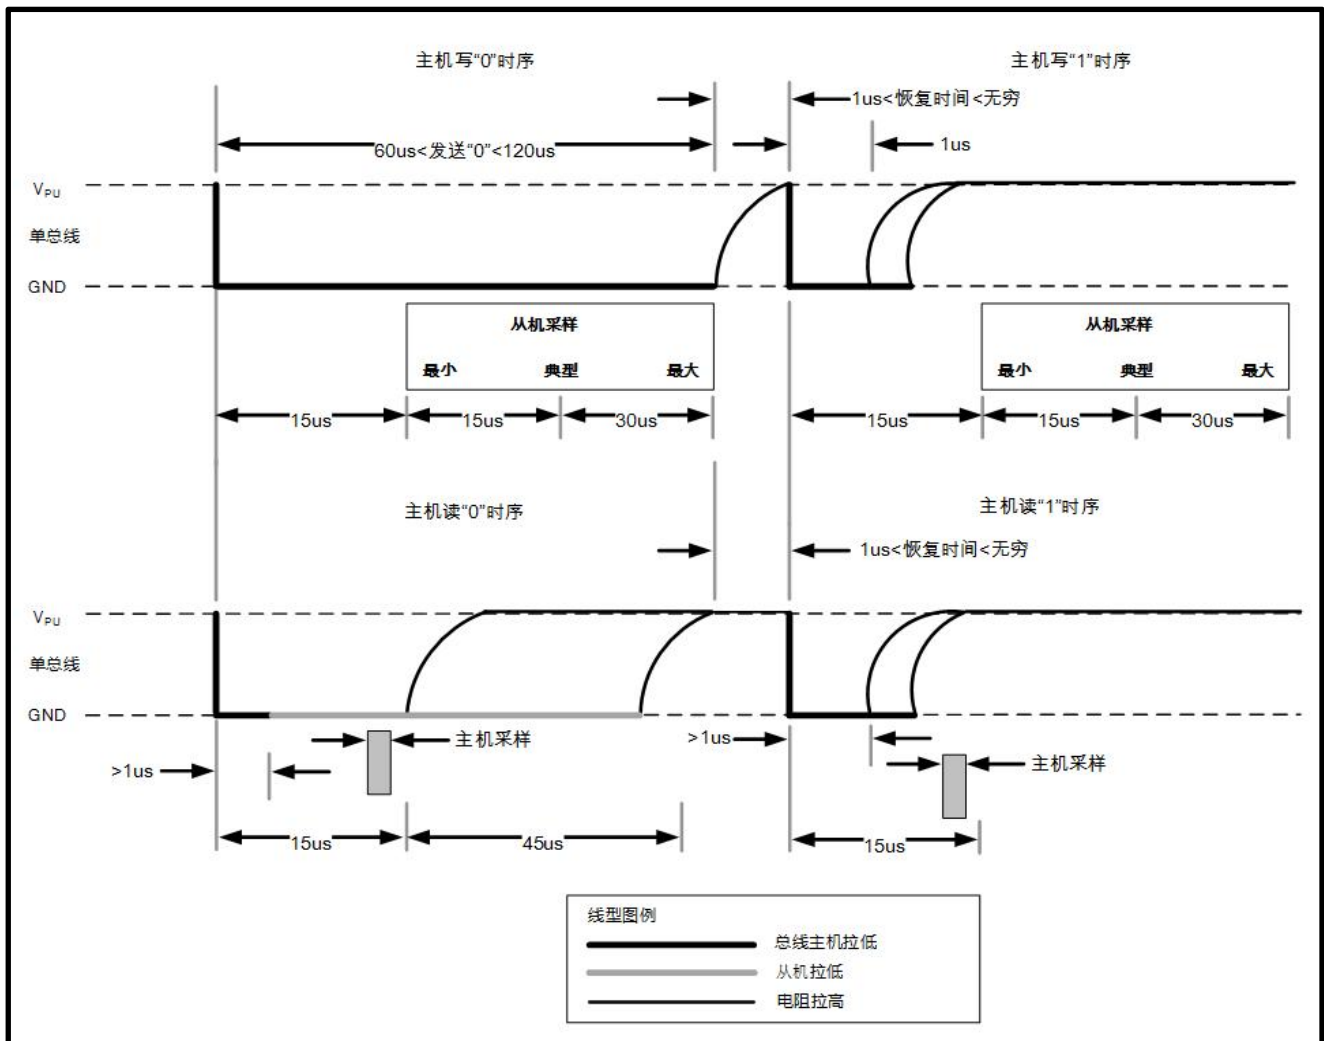 主机写“0”时序
主机写“1”时序
1us<恢复时间<无穷
60us<发送“0”<120us
1us
VPU
单总线
GND
从机采样
最小 典型 最大
从机采样
最小 典型 最大
15us
15us
30us
15us
15us
30us
主机读“0”时序
主机读“1”时序
1us<恢复时间<无穷
VPU
单总线
GND
主机采样
>1us
>1us
主机采样
15us
45us
15us
线型图例
总线主机拉低
从机拉低
电阻拉高